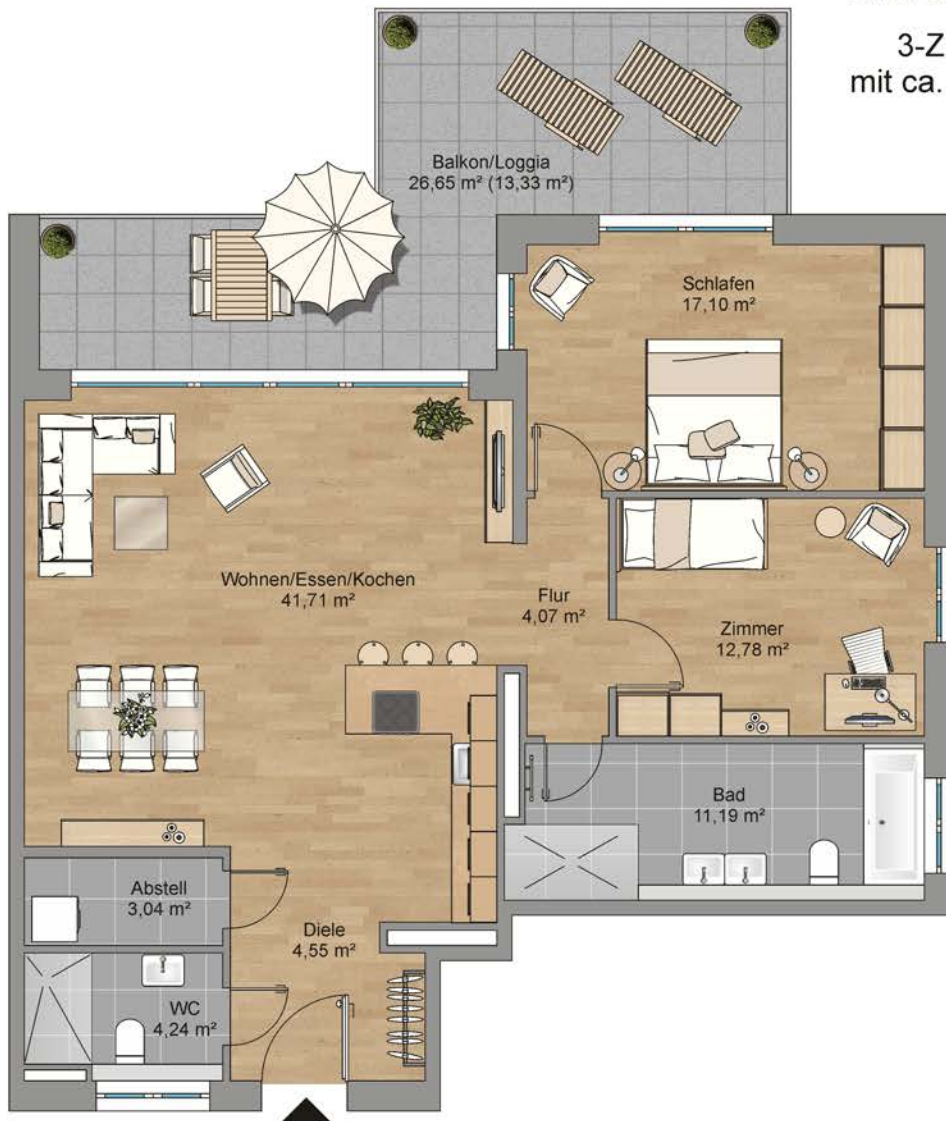 3-Z
mit ca.
Balkon/Loggia
26,65 m² (13,33 m²)
Schlafen
17,10 m²
Wohnen/Essen/Kochen
41,71 m²
Flur
4,07 m²
Zimmer
12,78 m²
Bad
11,19 m²
Abstell
3,04 m²
Diele
4,55 m²
WC
4,24 m²